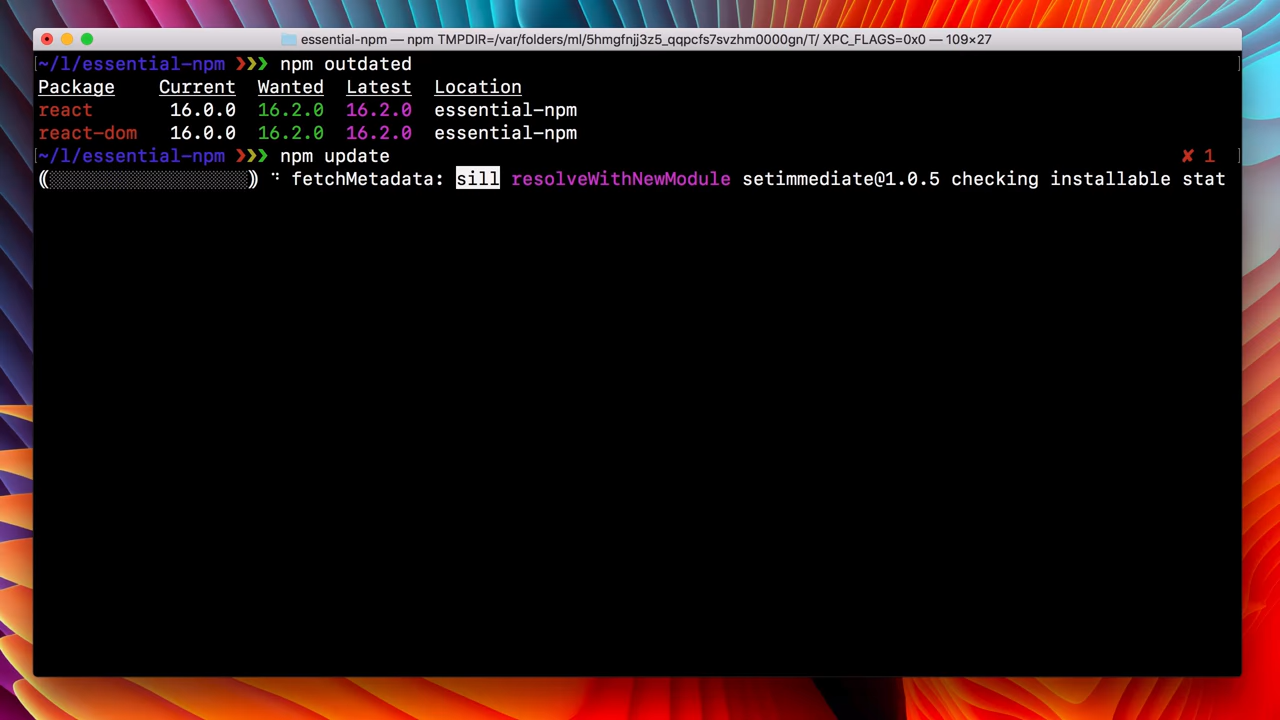 essential-npm — npm TMPDIR=/var/folders/ml/5hmgfnjj3z5_qqpcfs7svzhm0000gn/T/ XPC_FLAGS=0x0 — 109×27
~/l/essential-npm ❯❯❯ npm outdated
Package Current Wanted Latest Location
react 16.0.0 16.2.0 16.2.0 essential-npm
react-dom 16.0.0 16.2.0 16.2.0 essential-npm
~/l/essential-npm ❯❯❯ npm update ✘ 1
fetchMetadata: sill resolveWithNewModule setimmediate@1.0.5 checking installable stat